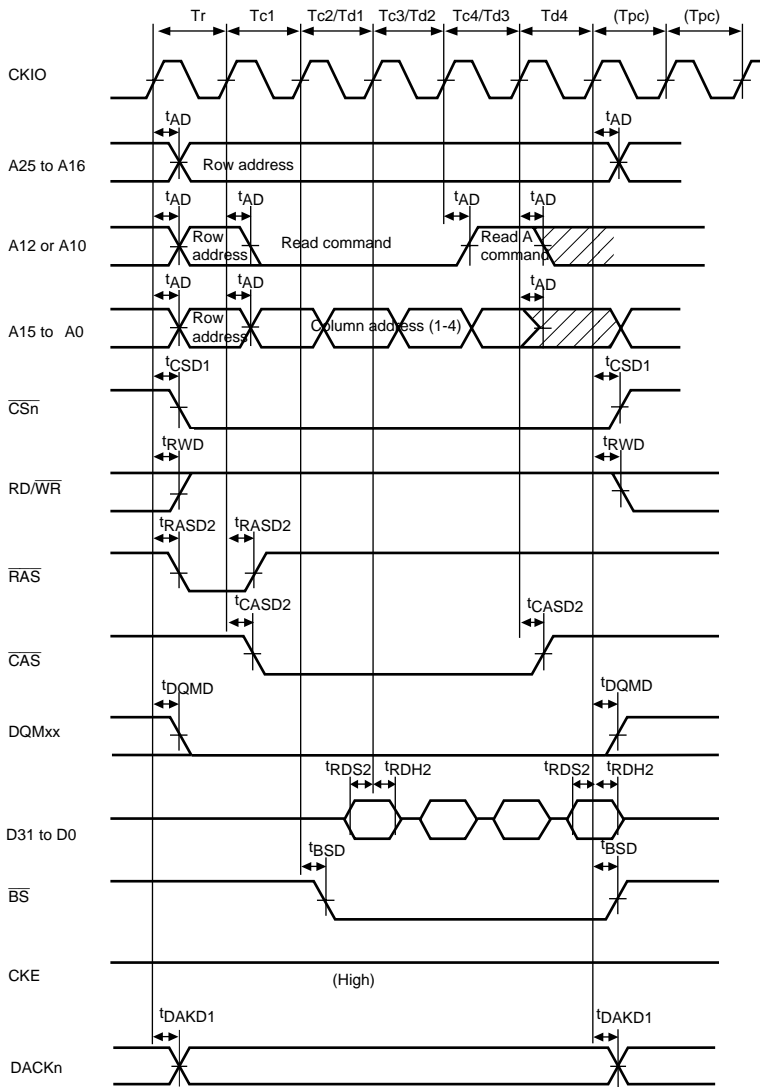 Tr Tc1 Tc2/Td1 Tc3/Td2 Tc4/Td3 Td4 (Tpc) (Tpc)
CKIO
tAD tAD
A25 to A16 Row address
tAD tAD tAD tAD
A12 or A10 Row address Read command Read A command
tAD tAD tAD
A15 to A0 Row address Column address (1-4)
tCSD1 tCSD1
CSn
tRWD tRWD
RD/WR
tRASD2 tRASD2
RAS
tCASD2 tCASD2
CAS
tDQMD tDQMD
DQMxx
tRDS2 tRDH2 tRDS2 tRDH2
D31 to D0
tBSD tBSD
BS
CKE (High)
tDAKD1 tDAKD1
DACKn